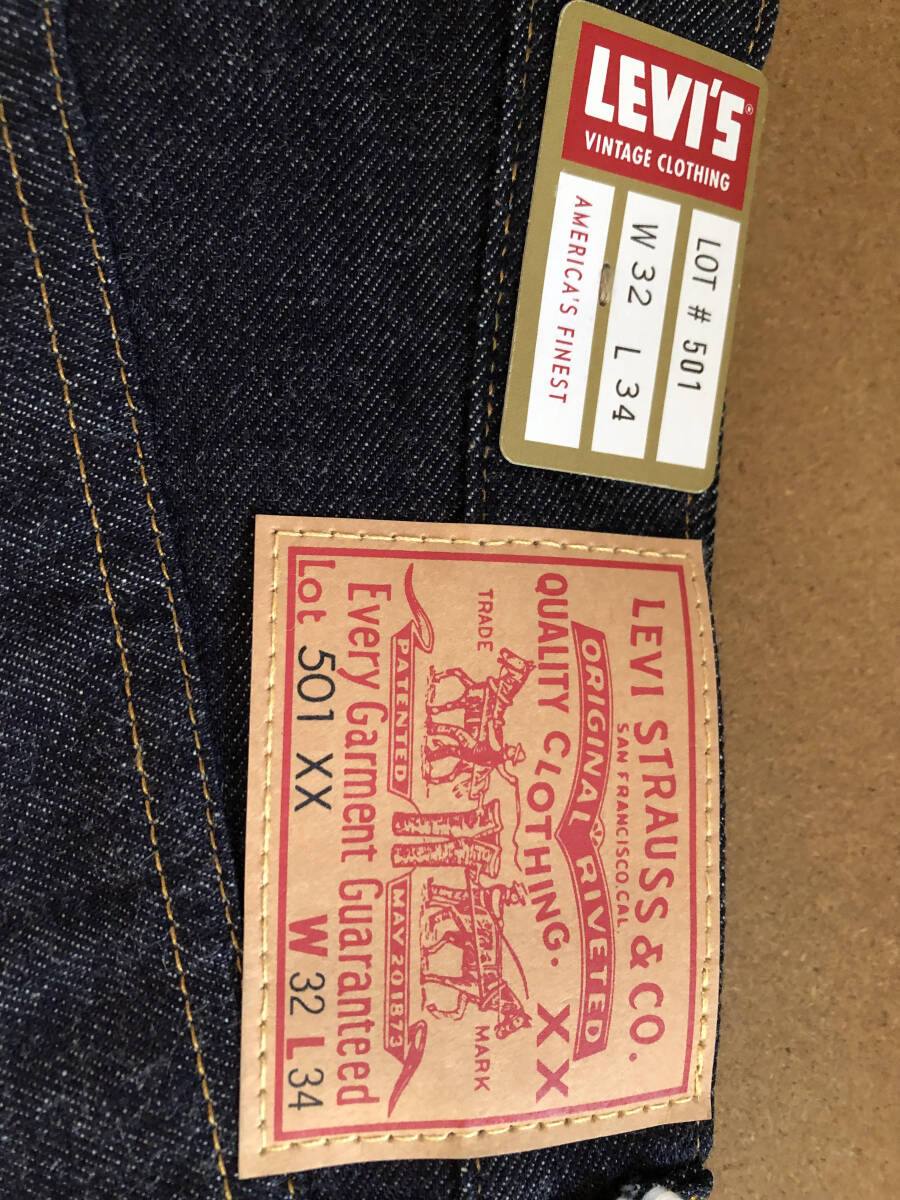 LEVI'S®
VINTAGE CLOTHING
LOT # 501
W 32 L 34
AMERICA'S FINEST
LEVI STRAUSS & CO.
SAN FRANCISCO, CAL.
ORIGINAL RIVETED
QUALITY CLOTHING. XX
TRADE MARK
PATENTED MAY 20 1873
Every Garment Guaranteed
Lot 501 XX W 32 L 34